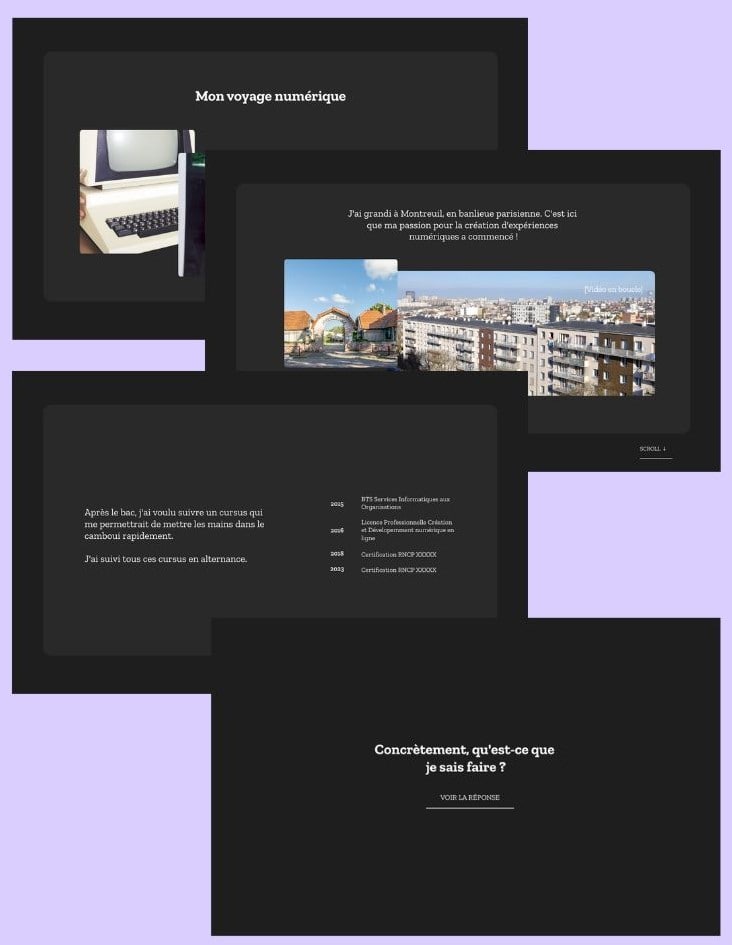 Mon voyage numérique
J'ai grandi à Montreuil, en banlieue parisienne. C'est ici
que ma passion pour la création d'expériences
numériques a commencé !
[Vidéo en boucle]
SCROLL ↓
Après le bac, j'ai voulu suivre un cursus qui
me permettrait de mettre les mains dans le
camboui rapidement.
J'ai suivi tous ces cursus en alternance.
2015
BTS Services Informatiques aux
Organisations
2016
Licence Professionnelle Création
et Développement numérique en
ligne
2018
Certification RNCP XXXXX
2023
Certification RNCP XXXXX
Concrètement, qu'est-ce que
je sais faire ?
VOIR LA RÉPONSE